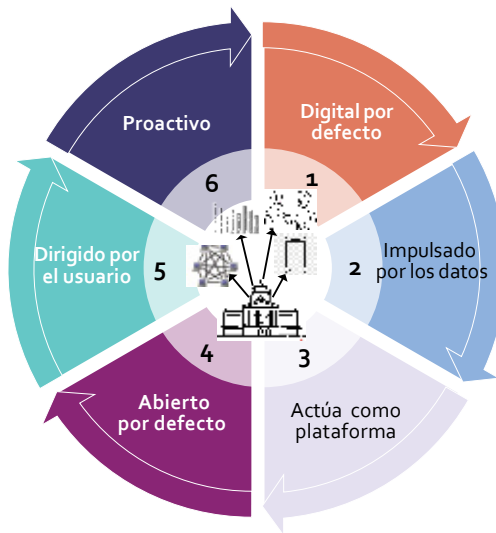 Digital por
defecto
1
Impulsado
por los datos
2
Actúa como
plataforma
3
Abierto
por defecto
4
Dirigido por
el usuario
5
Proactivo
6